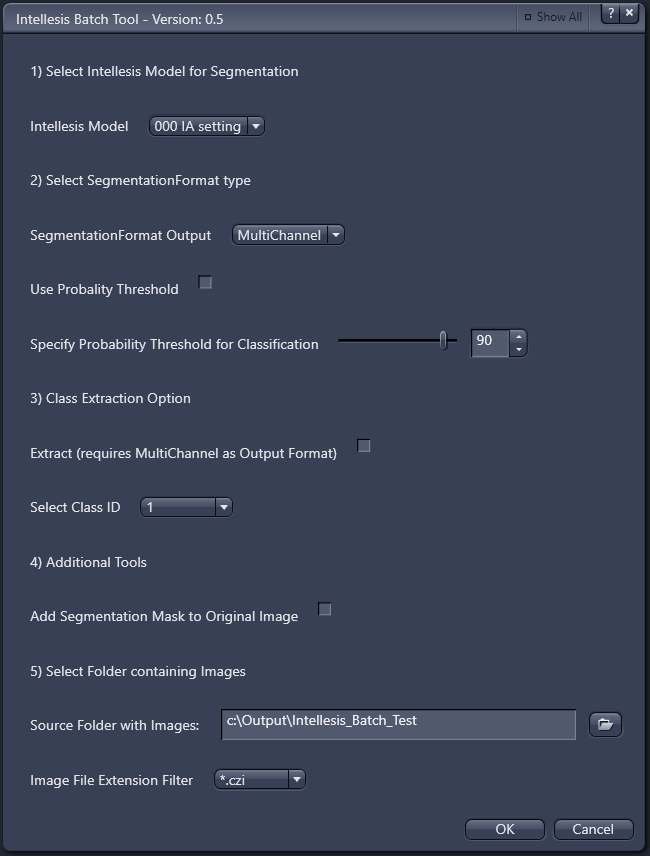 Intellesis Batch Tool - Version: 0.5
Show All
?
1) Select Intellesis Model for Segmentation
Intellesis Model 000 IA setting
2) Select SegmentationFormat type
SegmentationFormat Output MultiChannel
Use Probality Threshold
Specify Probability Threshold for Classification 90
3) Class Extraction Option
Extract (requires MultiChannel as Output Format)
Select Class ID 1
4) Additional Tools
Add Segmentation Mask to Original Image
5) Select Folder containing Images
Source Folder with Images: c:\Output\Intellesis_Batch_Test
Image File Extension Filter *.czi
OK Cancel